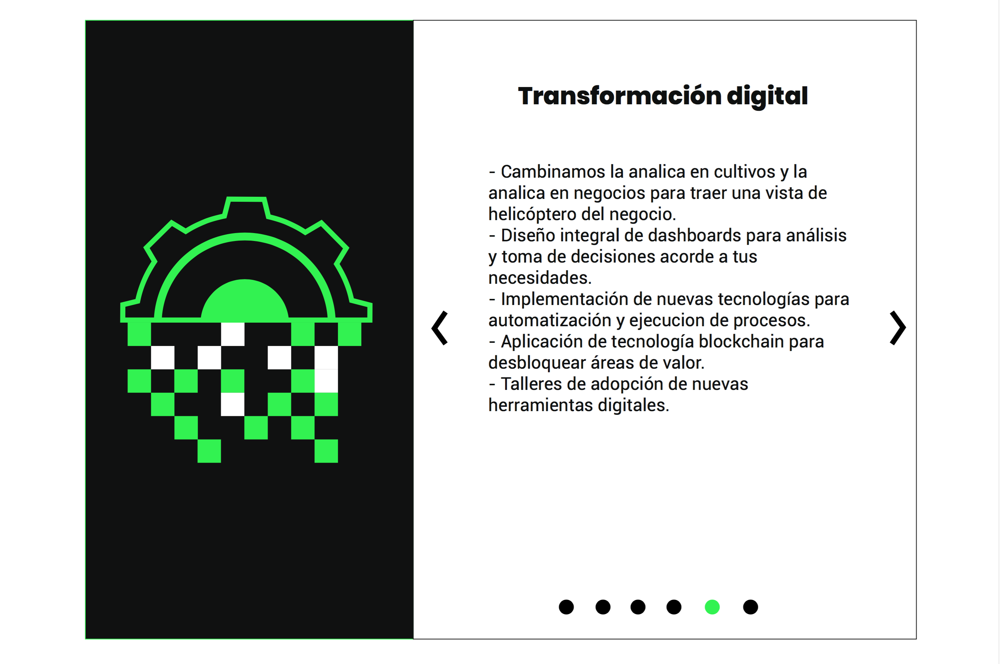 Transformación digital
- Cambinamos la analica en cultivos y la
analica en negocios para traer una vista de
helicóptero del negocio.
- Diseño integral de dashboards para análisis
y toma de decisiones acorde a tus
necesidades.
- Implementación de nuevas tecnologías para
automatización y ejecucion de procesos.
- Aplicación de tecnología blockchain para
desbloquear áreas de valor.
- Talleres de adopción de nuevas
herramientas digitales.